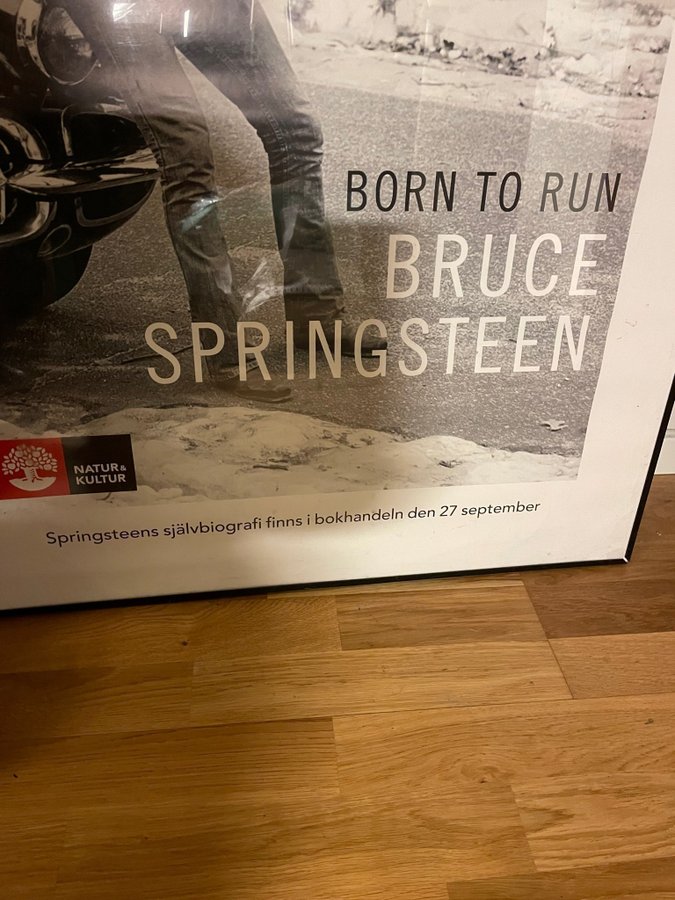 BORN TO RUN
BRUCE
SPRINGSTEEN
NATUR&
KULTUR
Springsteens självbiografi finns i bokhandeln den 27 september